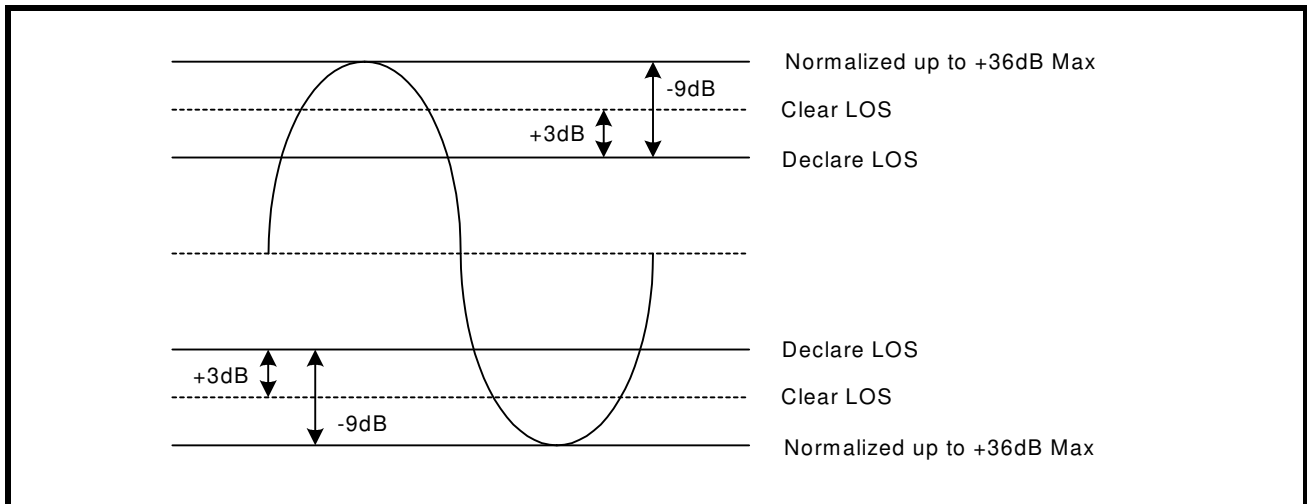 Normalized up to +36dB Max
-9dB
Clear LOS
+3dB
Declare LOS
Declare LOS
+3dB
Clear LOS
-9dB
Normalized up to +36dB Max